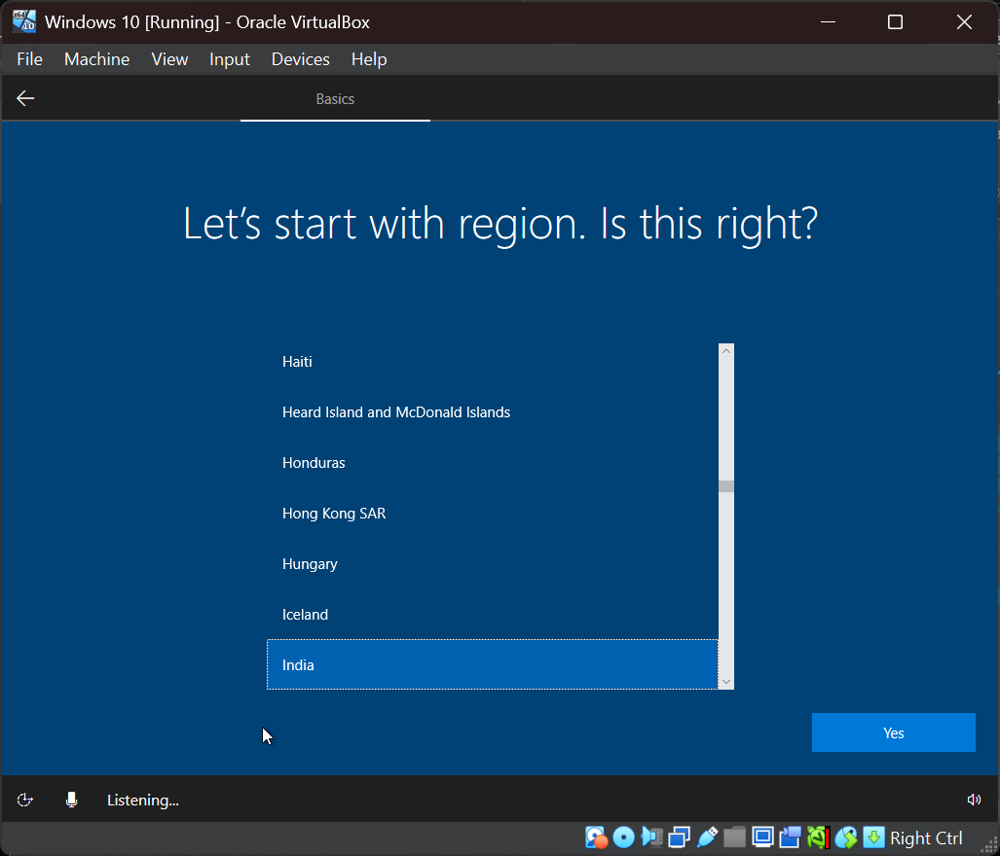 Windows 10 [Running] - Oracle VirtualBox
File Machine View Input Devices Help
Basics
Let’s start with region. Is this right?
Haiti
Heard Island and McDonald Islands
Honduras
Hong Kong SAR
Hungary
Iceland
India
Yes
Listening...
Right Ctrl